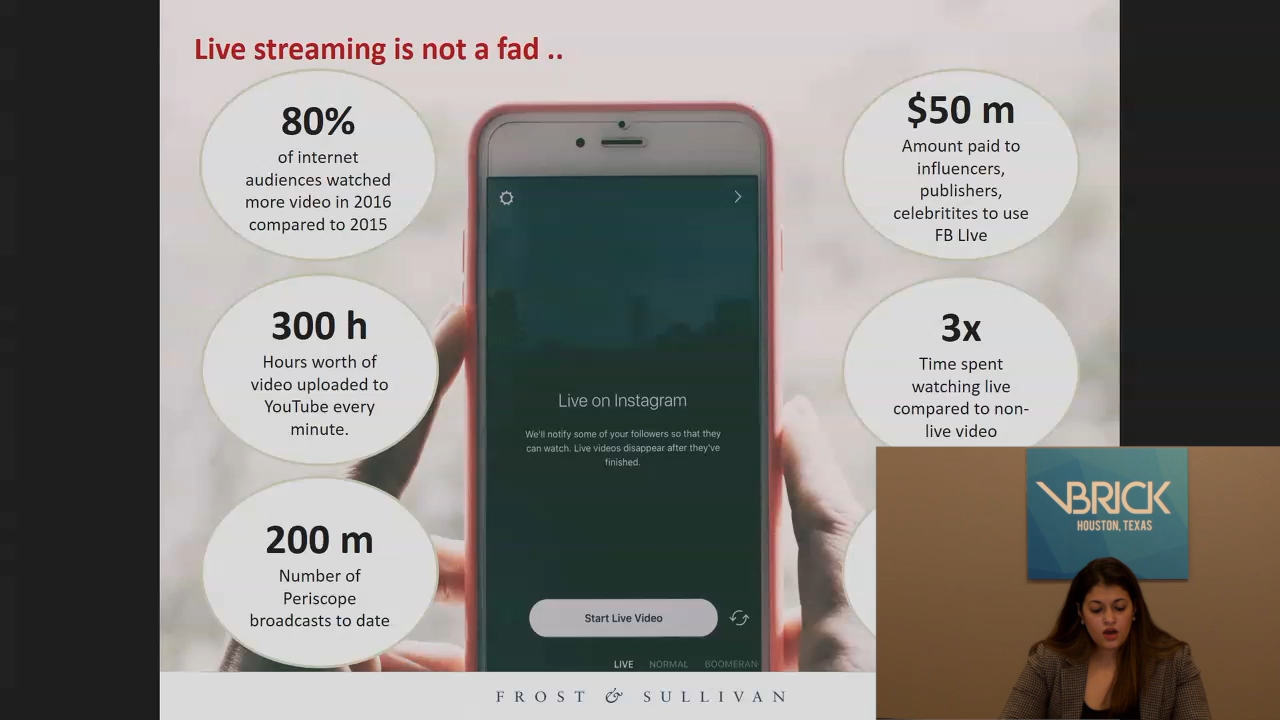 Live streaming is not a fad ..
80%
of internet
audiences watched
more video in 2016
compared to 2015
300 h
Hours worth of
video uploaded to
YouTube every
minute.
200 m
Number of
Periscope
broadcasts to date
Live on Instagram
We'll notify some of your followers so that they
can watch. Live videos disappear after they've
finished.
Start Live Video
LIVE NORMAL BOOMERAN
$50 m
Amount paid to
influencers,
publishers,
celebritites to use
FB LIve
3x
Time spent
watching live
compared to non-
live video
VBRICK
HOUSTON, TEXAS
FROST & SULLIVAN